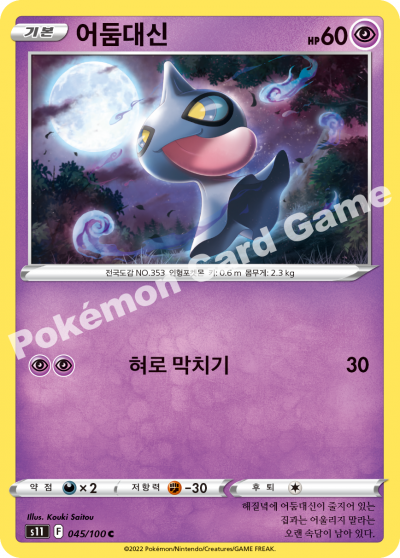 기본 어둠대신 HP60
전국도감 NO.353 인형포켓몬 키: 0.6 m 몸무게: 2.3 kg
Pokémon Card Game
혀로 막치기 30
약점 ×2 저항력 -30 후퇴
Illus. Kouki Saitou
해질녘에 어둠대신이 줄지어 있는
집과는 어울리지 말라는
오랜 속담이 남아 있다.
s11 F 045/100 C
©2022 Pokémon/Nintendo/Creatures/GAME FREAK.